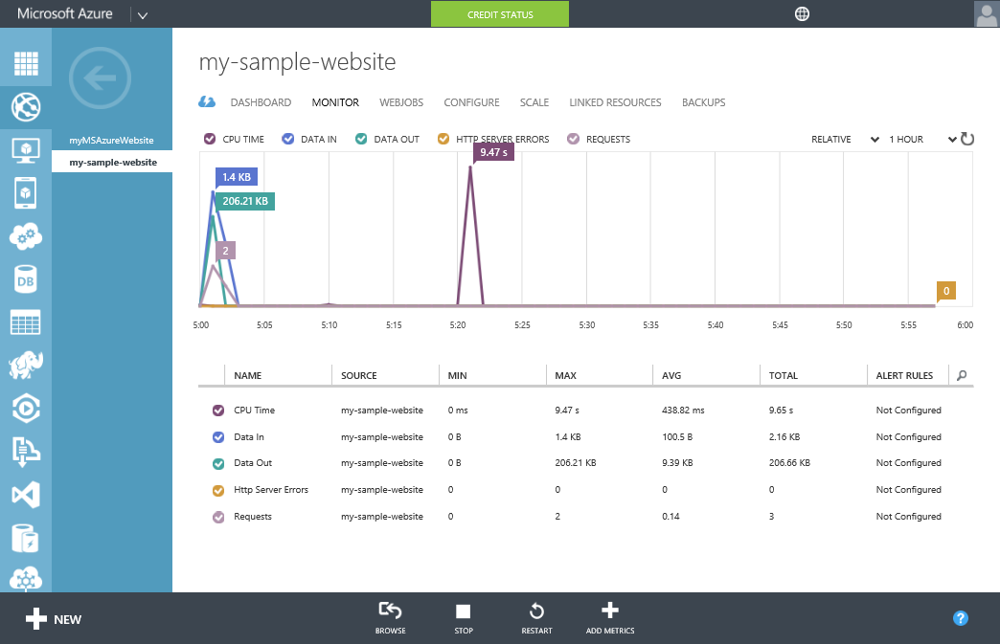 Microsoft Azure
CREDIT STATUS
my-sample-website
DASHBOARD MONITOR WEBJOBS CONFIGURE SCALE LINKED RESOURCES BACKUPS
myMSAzureWebsite
my-sample-website
CPU TIME DATA IN DATA OUT HTTP SERVER ERRORS REQUESTS RELATIVE 1 HOUR
9.47 s
1.4 KB
206.21 KB
2
0
5:00 5:05 5:10 5:15 5:20 5:25 5:30 5:35 5:40 5:45 5:50 5:55 6:00
NAME SOURCE MIN MAX AVG TOTAL ALERT RULES
CPU Time my-sample-website 0 ms 9.47 s 438.82 ms 9.65 s Not Configured
Data In my-sample-website 0 B 1.4 KB 100.5 B 2.16 KB Not Configured
Data Out my-sample-website 0 B 206.21 KB 9.39 KB 206.66 KB Not Configured
Http Server Errors my-sample-website 0 0 0 0 Not Configured
Requests my-sample-website 0 2 0.14 3 Not Configured
DB
NEW
BROWSE STOP RESTART ADD METRICS
?